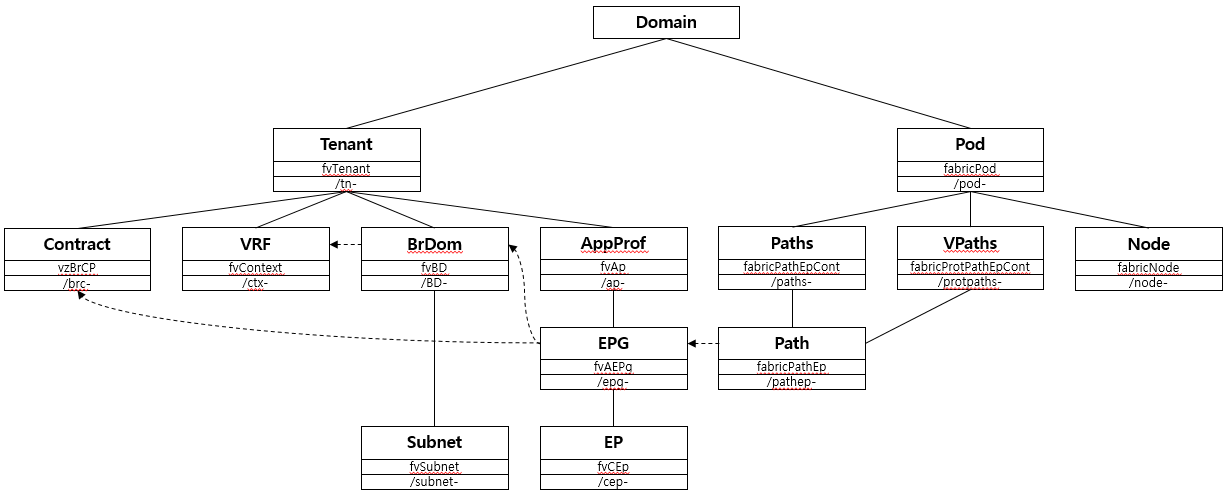 Domain
Tenant
fvTenant
/tn-
Pod
fabricPod
/pod-
Contract
vzBrCP
/brc-
VRF
fvContext
/ctx-
BrDom
fvBD
/BD-
AppProf
fvAp
/ap-
Paths
fabricPathEpCont
/paths-
VPaths
fabricProtPathEpCont
/protpaths-
Node
fabricNode
/node-
EPG
fvAEPg
/epg-
Path
fabricPathEp
/pathep-
Subnet
fvSubnet
/subnet-
EP
fvCEp
/cep-